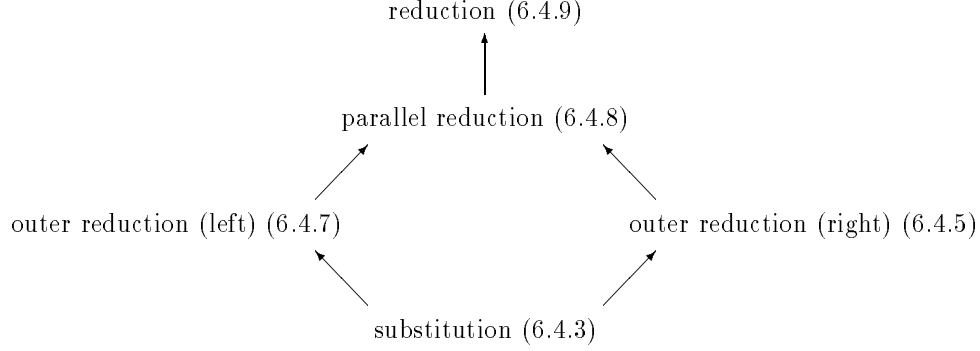 reduction (6.4.9)
parallel reduction (6.4.8)
outer reduction (left) (6.4.7)
outer reduction (right) (6.4.5)
substitution (6.4.3)